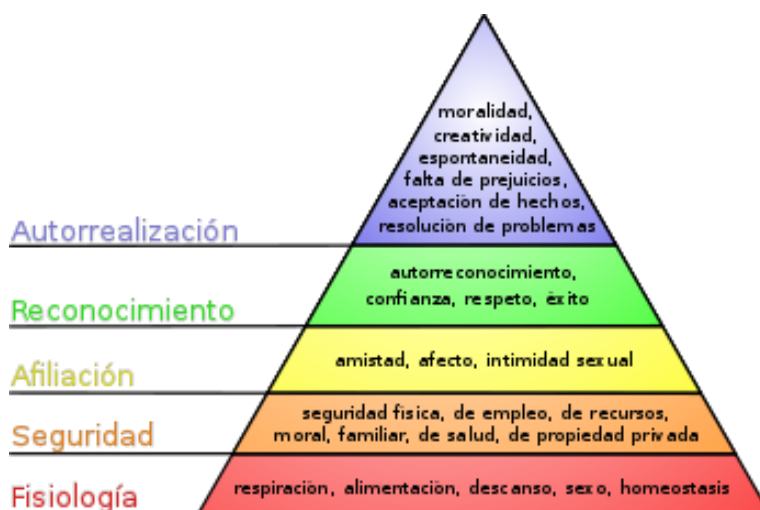 moralidad,
creatividad,
espontaneidad,
falta de prejuicios,
aceptación de hechos,
resolución de problemas
Autorrealización
autorreconocimiento,
confianza, respeto, éxito
Reconocimiento
amistad, afecto, intimidad sexual
Afiliación
seguridad física, de empleo, de recursos,
moral, familiar, de salud, de propiedad privada
Seguridad
respiración, alimentación, descanso, sexo, homeostasis
Fisiología